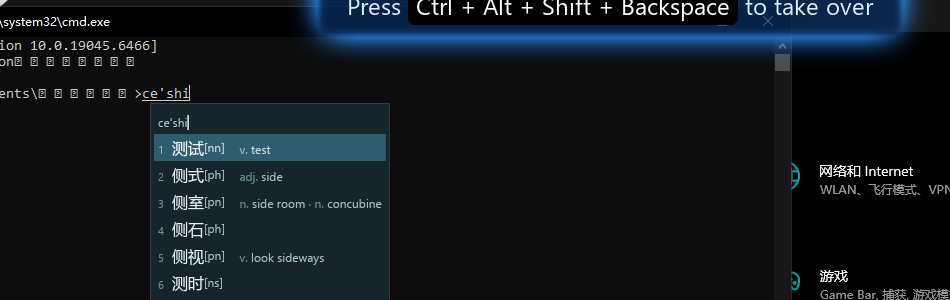 Press Ctrl + Alt + Shift + Backspace to take over
\system32\cmd.exe
ion 10.0.19045.6466]
on
ents\ >ce'shi
ce'shi
1 测试[nn] v. test
2 侧式[ph] adj. side
3 侧室[pn] n. side room · n. concubine
4 侧石[ph]
5 侧视[pn] v. look sideways
6 测时[ns]
网络和 Internet
WLAN、飞行模式、VPN
游戏
Game Bar, 捕获, 游戏模